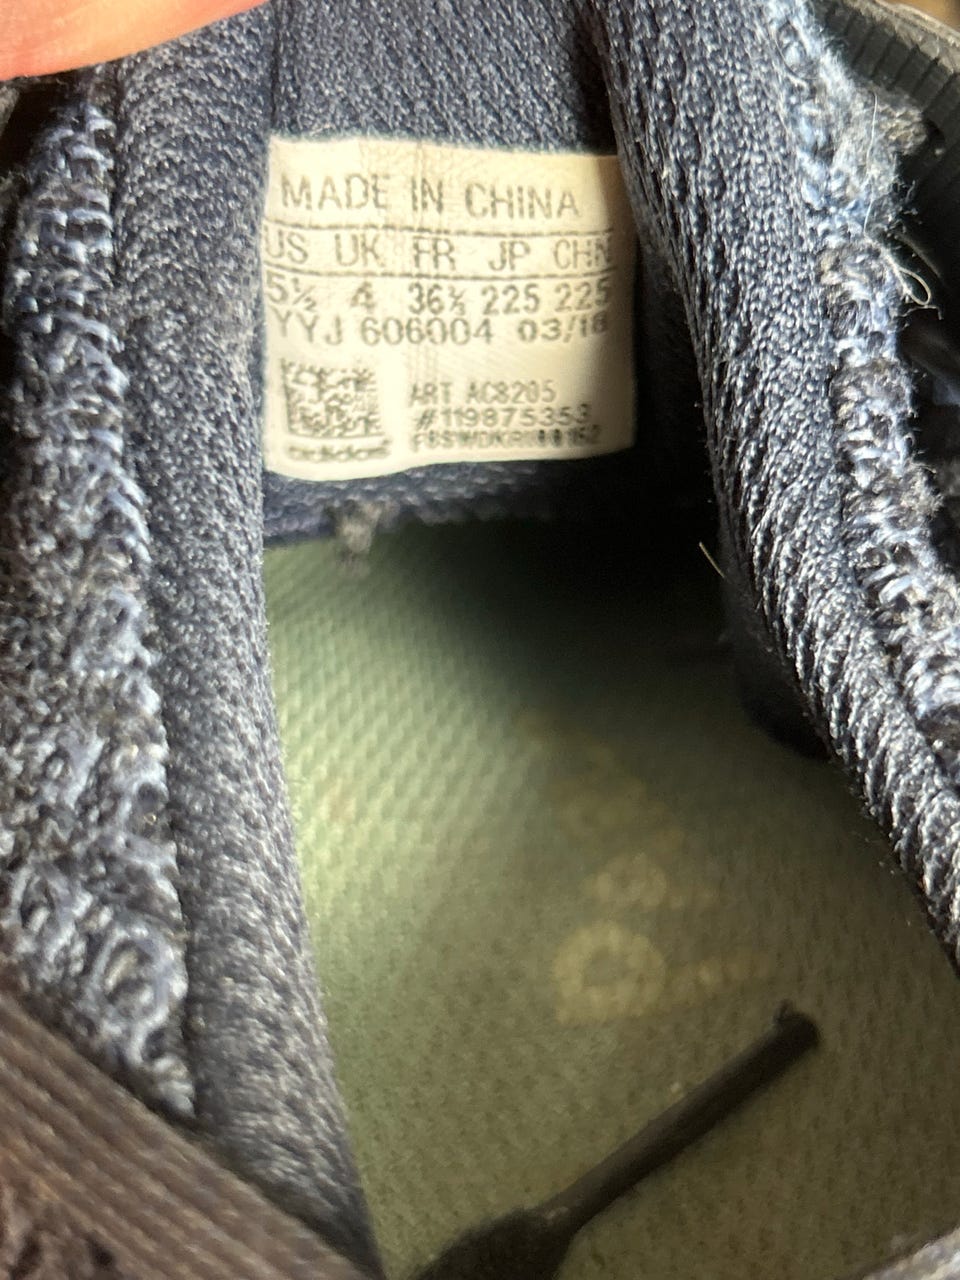 MADE IN CHINA
US UK FR JP CHN
5½ 4 36⅔ 225 225
YYJ 606004 03/18
ART AC8205
#119875353
adidas